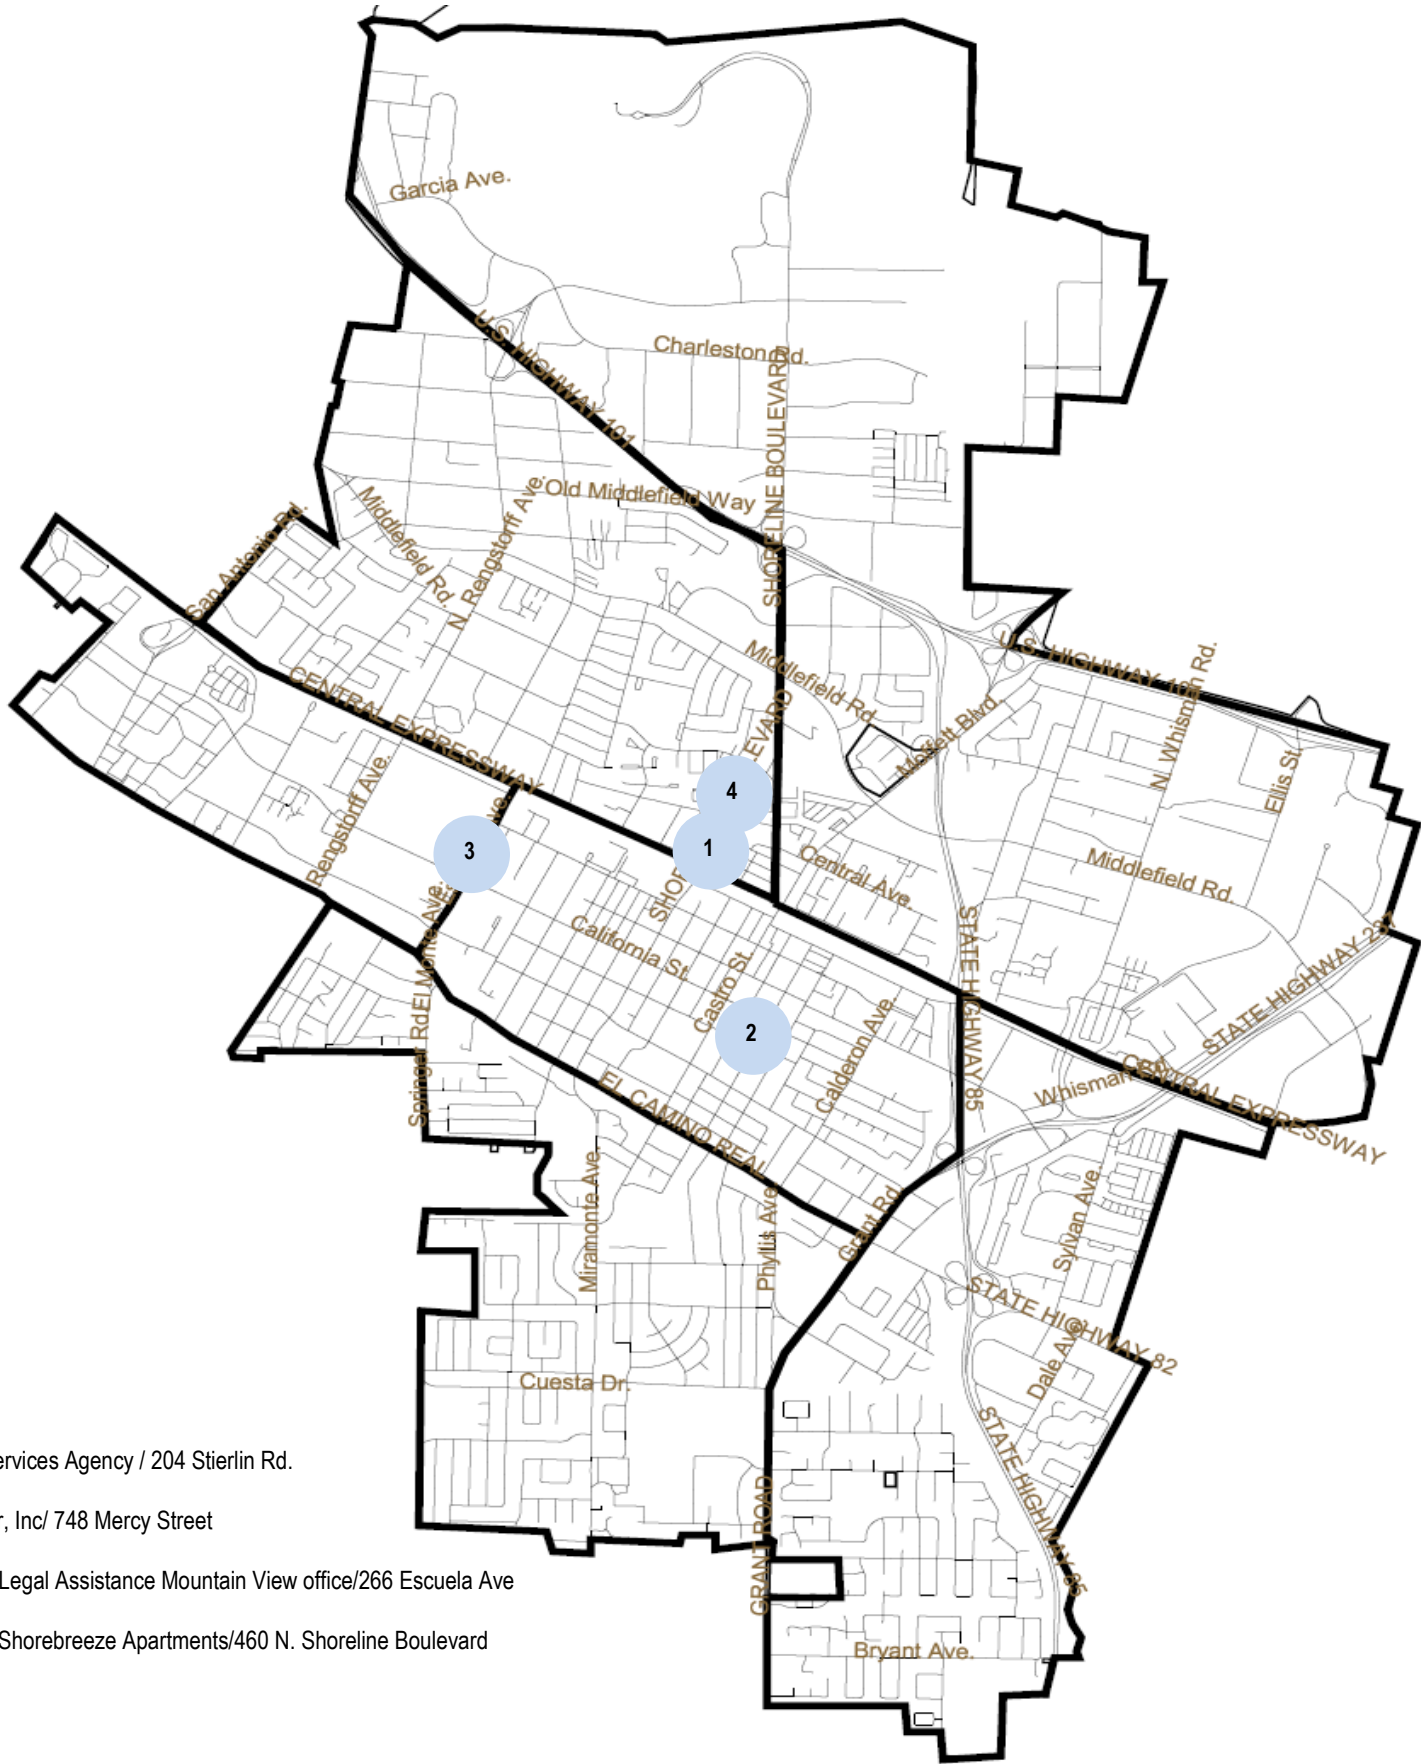 Garcia Ave.
U.S. HIGHWAY 101
Charleston Rd.
SHORELINE BOULEVARD
Old Middlefield Way
Middlefield Rd.
N. Rengstorff Ave.
San Antonio Rd.
CENTRAL EXPRESSWAY
Middlefield Rd.
U.S. HIGHWAY
N. Whisman Rd.
Moffett Blvd.
EVARD
Ellis St.
Rengstorff Ave.
ve.
4
3
1
SHOR
Central Ave.
Middlefield Rd.
California St.
Castro St.
2
Calderon Ave.
STATE HIGHWAY 85
STATE HIGHWAY 237
El Monte Ave.
Springer Rd.
EL CAMINO REAL
Whisman
CENTRAL EXPRESSWAY
Miramonte Ave.
Phyllis Ave.
Grant Rd.
Sylvan Ave.
STATE HIGHWAY 82
Dale Ave.
Cuesta Dr.
STATE HIGHWAY 85
GRANT ROAD
Bryant Ave.
ervices Agency / 204 Stierlin Rd.
r, Inc/ 748 Mercy Street
Legal Assistance Mountain View office/266 Escuela Ave
Shorebreeze Apartments/460 N. Shoreline Boulevard